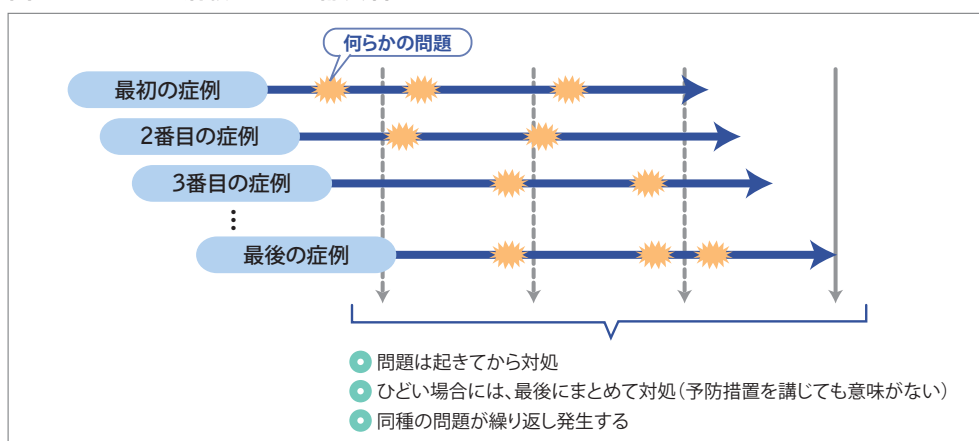 何らかの問題
最初の症例
2番目の症例
3番目の症例
⋮
最後の症例
問題は起きてから対処
ひどい場合には、最後にまとめて対処(予防措置を講じても意味がない)
同種の問題が繰り返し発生する